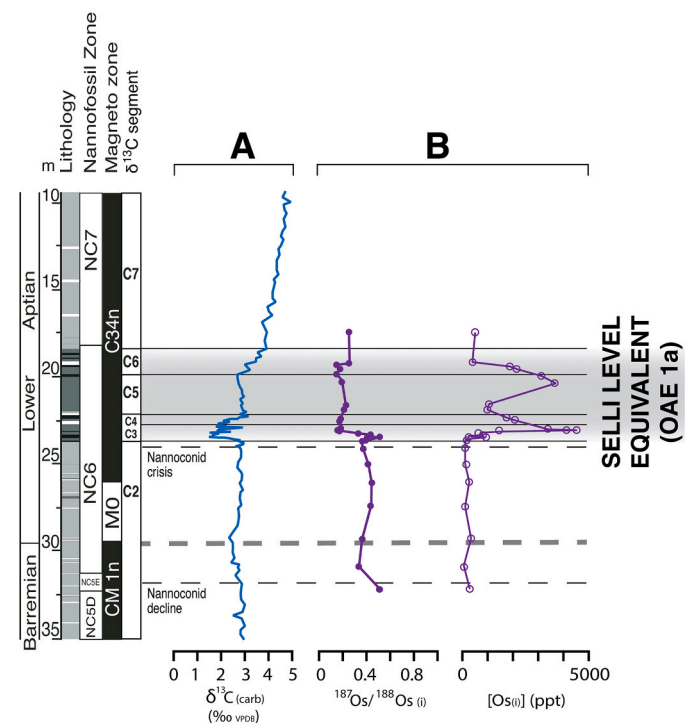 A
B
m
Lithology
Nannofossil Zone
Magneto zone
δ13C segment
10
15
20
25
30
35
Aptian
Lower
Barremian
NC7
NC6
NC5E
NC5D
C34n
MO
CM 1n
C7
C6
C5
C4
C3
C2
Nannoconid
crisis
Nannoconid
decline
SELLI LEVEL
EQUIVALENT
(OAE 1a)
0 1 2 3 4 5
δ13C (carb)
(‰ VPDB)
0 0.4 0.8
187Os/188Os (i)
0 5000
[Os(i)] (ppt)